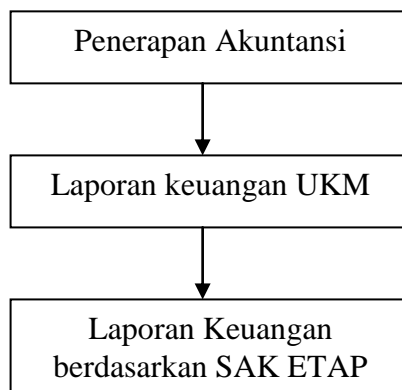 Penerapan Akuntansi
Laporan keuangan UKM
Laporan Keuangan
berdasarkan SAK ETAP